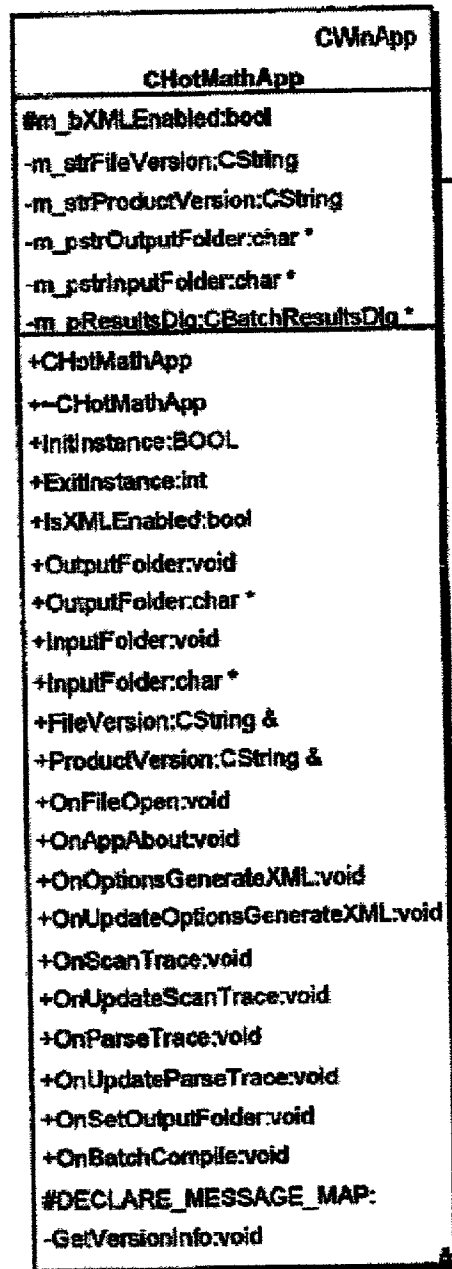 CWinApp
CHotMathApp
#m_bXMLEnabled:bool
-m_strFileVersion:CString
-m_strProductVersion:CString
-m_pstrOutputFolder:char *
-m_pstrInputFolder:char *
-m_pResultsDlg:CBatchResultsDlg *
+CHotMathApp
+~CHotMathApp
+InitInstance:BOOL
+ExitInstance:int
+IsXMLEnabled:bool
+OutputFolder:void
+OutputFolder:char *
+InputFolder:void
+InputFolder:char *
+FileVersion:CString &
+ProductVersion:CString &
+OnFileOpen:void
+OnAppAbout:void
+OnOptionsGenerateXML:void
+OnUpdateOptionsGenerateXML:void
+OnScanTrace:void
+OnUpdateScanTrace:void
+OnParseTrace:void
+OnUpdateParseTrace:void
+OnSetOutputFolder:void
+OnBatchCompile:void
#DECLARE_MESSAGE_MAP:
-GetVersionInfo:void